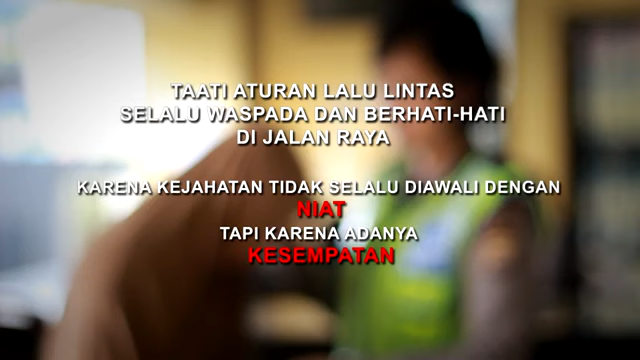 TAATI ATURAN LALU LINTAS
SELALU WASPADA DAN BERHATI-HATI
DI JALAN RAYA
KARENA KEJAHATAN TIDAK SELALU DIAWALI DENGAN
NIAT
TAPI KARENA ADANYA
KESEMPATAN